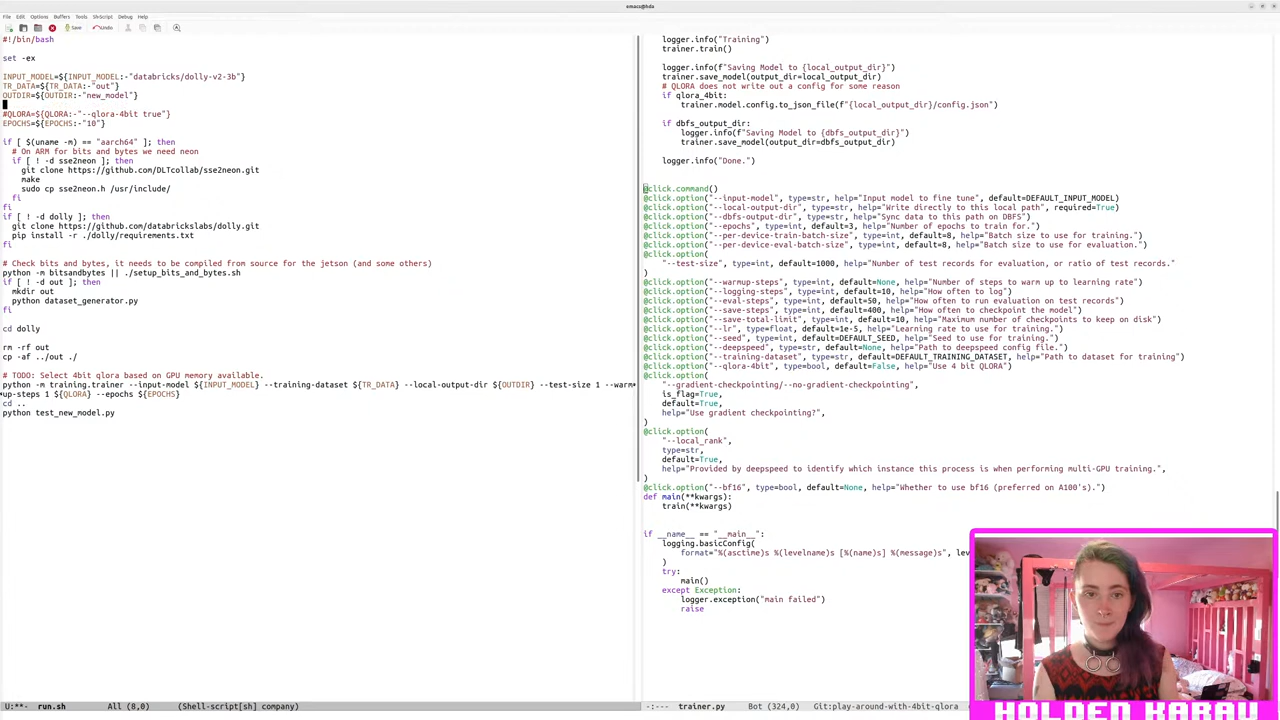 emacs@hda
File Edit Options Buffers Tools ShScript Debug Help
Save Undo
#!/bin/bash
set -ex
INPUT_MODEL=${INPUT_MODEL:-"databricks/dolly-v2-3b"}
TR_DATA=${TR_DATA:-"out"}
OUTDIR=${OUTDIR:-"new_model"}
#QLORA=${QLORA:-"--qlora-4bit true"}
EPOCHS=${EPOCHS:-"10"}
if [ $(uname -m) == "aarch64" ]; then
# On ARM for bits and bytes we need neon
if [ ! -d sse2neon ]; then
git clone https://github.com/DLTcollab/sse2neon.git
make
sudo cp sse2neon.h /usr/include/
fi
fi
if [ ! -d dolly ]; then
git clone https://github.com/databrickslabs/dolly.git
pip install -r ./dolly/requirements.txt
fi
# Check bits and bytes, it needs to be compiled from source for the jetson (and some others)
python -m bitsandbytes || ./setup_bits_and_bytes.sh
if [ ! -d out ]; then
mkdir out
python dataset_generator.py
fi
cd dolly
rm -rf out
cp -af ../out ./
# TODO: Select 4bit qlora based on GPU memory available.
python -m training.trainer --input-model ${INPUT_MODEL} --training-dataset ${TR_DATA} --local-output-dir ${OUTDIR} --test-size 1 --warm
up-steps 1 ${QLORA} --epochs ${EPOCHS}
cd ..
python test_new_model.py
U:**- run.sh All (8,0) (Shell-script[sh] company)
logger.info("Training")
trainer.train()
logger.info(f"Saving Model to {local_output_dir}")
trainer.save_model(output_dir=local_output_dir)
# QLORA does not write out a config for some reason
if qlora_4bit:
trainer.model.config.to_json_file(f"{local_output_dir}/config.json")
if dbfs_output_dir:
logger.info(f"Saving Model to {dbfs_output_dir}")
trainer.save_model(output_dir=dbfs_output_dir)
logger.info("Done.")
@click.command()
@click.option("--input-model", type=str, help="Input model to fine tune", default=DEFAULT_INPUT_MODEL)
@click.option("--local-output-dir", type=str, help="Write directly to this local path", required=True)
@click.option("--dbfs-output-dir", type=str, help="Sync data to this path on DBFS")
@click.option("--epochs", type=int, default=3, help="Number of epochs to train for.")
@click.option("--per-device-train-batch-size", type=int, default=8, help="Batch size to use for training.")
@click.option("--per-device-eval-batch-size", type=int, default=8, help="Batch size to use for evaluation.")
@click.option(
"--test-size", type=int, default=1000, help="Number of test records for evaluation, or ratio of test records."
)
@click.option("--warmup-steps", type=int, default=None, help="Number of steps to warm up to learning rate")
@click.option("--logging-steps", type=int, default=10, help="How often to log")
@click.option("--eval-steps", type=int, default=50, help="How often to run evaluation on test records")
@click.option("--save-steps", type=int, default=400, help="How often to checkpoint the model")
@click.option("--save-total-limit", type=int, default=10, help="Maximum number of checkpoints to keep on disk")
@click.option("--lr", type=float, default=1e-5, help="Learning rate to use for training.")
@click.option("--seed", type=int, default=DEFAULT_SEED, help="Seed to use for training.")
@click.option("--deepspeed", type=str, default=None, help="Path to deepspeed config file.")
@click.option("--training-dataset", type=str, default=DEFAULT_TRAINING_DATASET, help="Path to dataset for training")
@click.option("--qlora-4bit", type=bool, default=False, help="Use 4 bit QLORA")
@click.option(
"--gradient-checkpointing/--no-gradient-checkpointing",
is_flag=True,
default=True,
help="Use gradient checkpointing?",
)
@click.option(
"--local_rank",
type=str,
default=True,
help="Provided by deepspeed to identify which instance this process is when performing multi-GPU training.",
)
@click.option("--bf16", type=bool, default=None, help="Whether to use bf16 (preferred on A100's).")
def main(**kwargs):
train(**kwargs)
if __name__ == "__main__":
logging.basicConfig(
format="%(asctime)s %(levelname)s [%(name)s] %(message)s", lev
)
try:
main()
except Exception:
logger.exception("main failed")
raise
-:--- trainer.py Bot (324,0) Git:play-around-with-4bit-qlora
HOLDEN KARAU